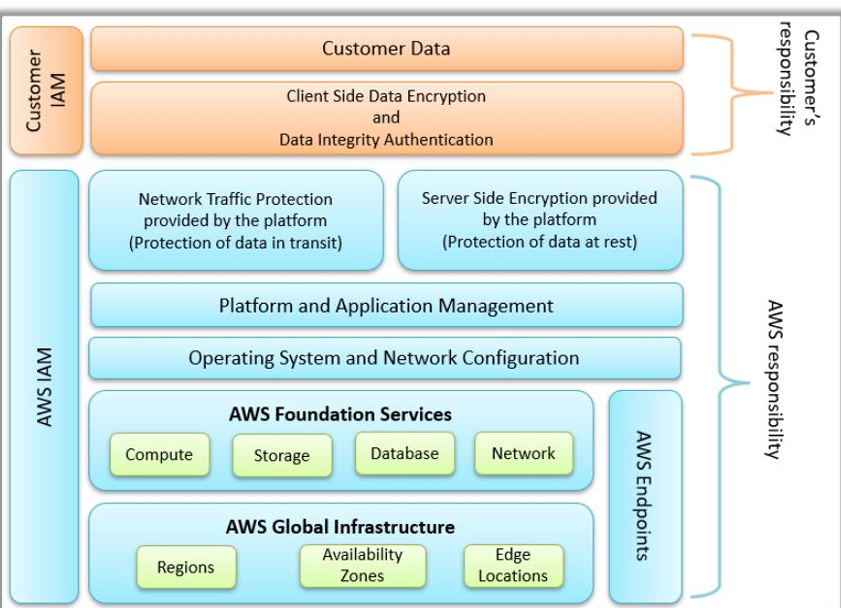 Customer
IAM
Customer Data
Client Side Data Encryption
and
Data Integrity Authentication
Customer's
responsibility
AWS IAM
Network Traffic Protection
provided by the platform
(Protection of data in transit)
Server Side Encryption provided
by the platform
(Protection of data at rest)
Platform and Application Management
Operating System and Network Configuration
AWS Foundation Services
Compute
Storage
Database
Network
AWS Global Infrastructure
Regions
Availability
Zones
Edge
Locations
AWS Endpoints
AWS responsibility